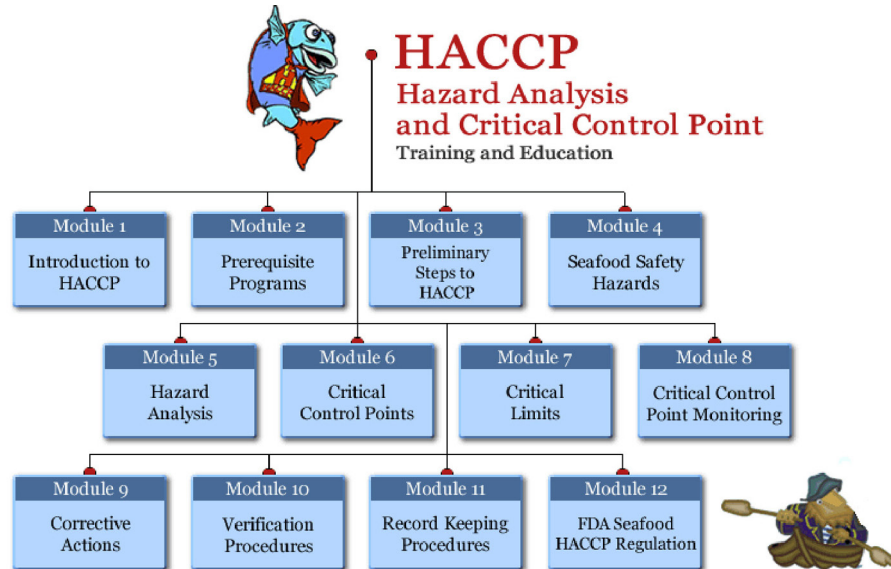 HACCP
Hazard Analysis
and Critical Control Point
Training and Education
Module 1
Introduction to
HACCP
Module 2
Prerequisite
Programs
Module 3
Preliminary
Steps to
HACCP
Module 4
Seafood Safety
Hazards
Module 5
Hazard
Analysis
Module 6
Critical
Control Points
Module 7
Critical
Limits
Module 8
Critical Control
Point Monitoring
Module 9
Corrective
Actions
Module 10
Verification
Procedures
Module 11
Record Keeping
Procedures
Module 12
FDA Seafood
HACCP Regulation